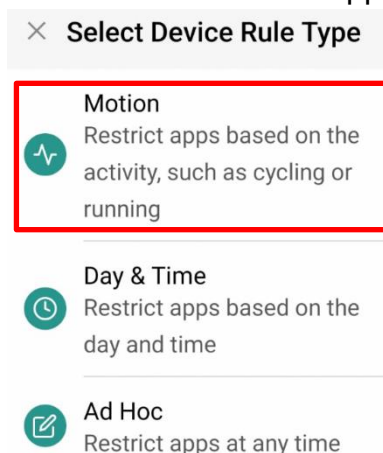 Select Device Rule Type
Motion
Restrict apps based on the
activity, such as cycling or
running
Day & Time
Restrict apps based on the
day and time
Ad Hoc
Restrict apps at any time